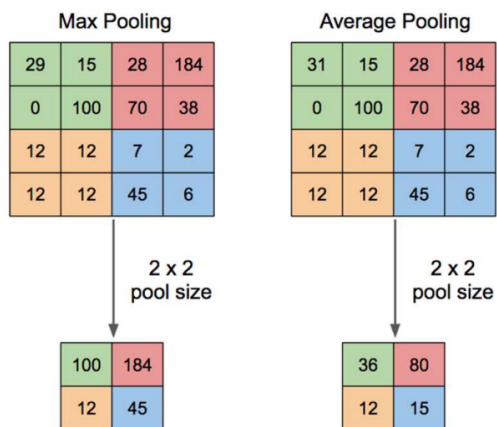 Max Pooling
29 15 28 184
0 100 70 38
12 12 7 2
12 12 45 6
2 x 2
pool size
100 184
12 45
Average Pooling
31 15 28 184
0 100 70 38
12 12 7 2
12 12 45 6
2 x 2
pool size
36 80
12 15